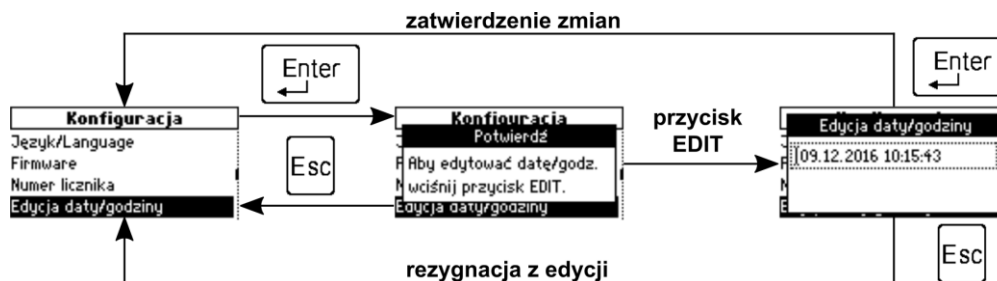 zatwierdzenie zmian
Enter
Enter
Konfiguracja
Język/Language
Firmware
Numer licznika
Edycja daty/godziny
Esc
Konfiguracja
Potwierdź
Aby edytować datę/godz.
wciśnij przycisk EDIT.
Edycja daty/godziny
przycisk
EDIT
Edycja daty/godziny
09.12.2016 10:15:43
Esc
rezygnacja z edycji